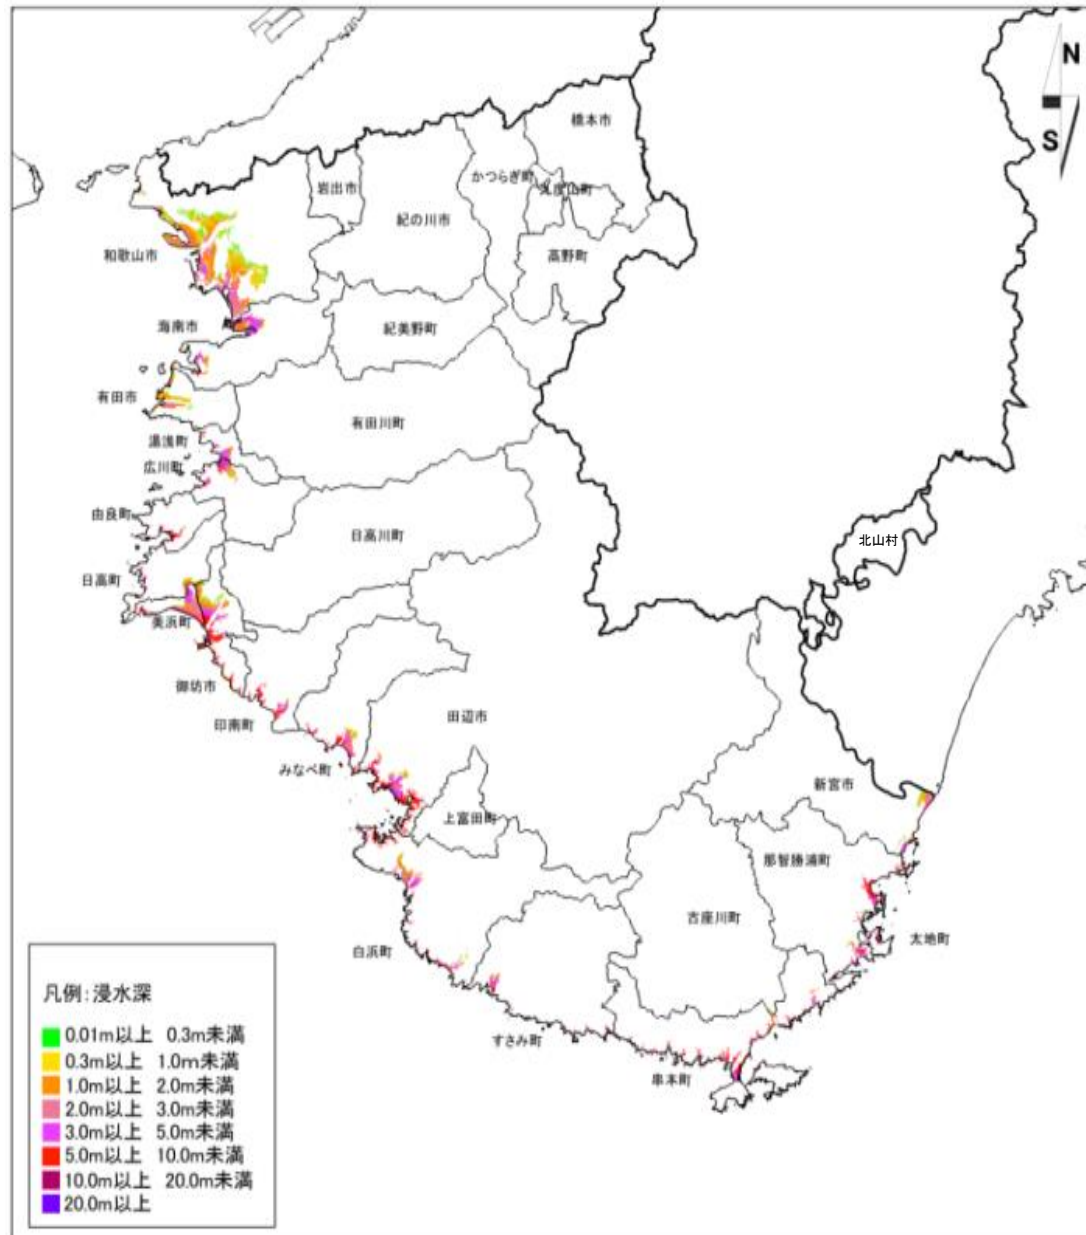 N
S
橋本市
かつらぎ町
九度山町
岩出市
紀の川市
高野町
和歌山市
海南市
紀美野町
有田市
有田川町
湯浅町
広川町
由良町
日高川町
北山村
日高町
美浜町
御坊市
印南町
田辺市
みなべ町
新宮市
上富田町
那智勝浦町
古座川町
太地町
白浜町
すさみ町
串本町
凡例:浸水深
0.01m以上 0.3m未満
0.3m以上 1.0m未満
1.0m以上 2.0m未満
2.0m以上 3.0m未満
3.0m以上 5.0m未満
5.0m以上 10.0m未満
10.0m以上 20.0m未満
20.0m以上